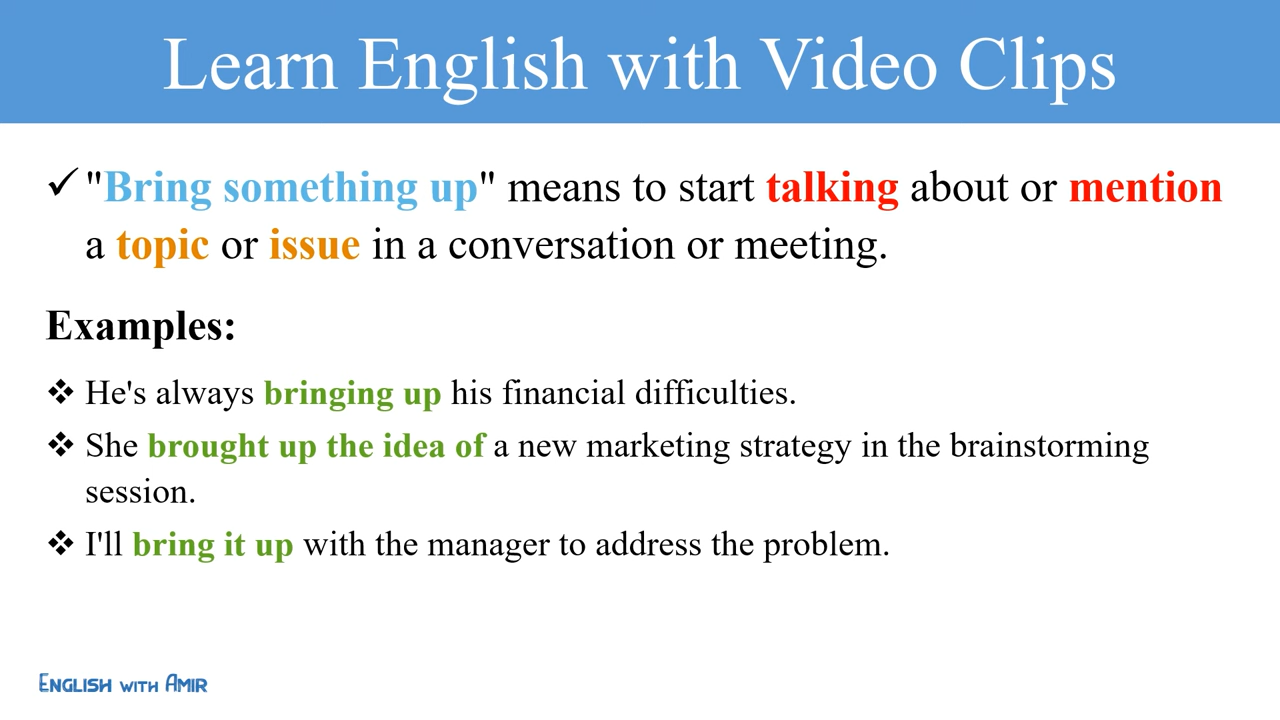 Learn English with Video Clips
✓ "Bring something up" means to start talking about or mention
a topic or issue in a conversation or meeting.
Examples:
❖ He's always bringing up his financial difficulties.
❖ She brought up the idea of a new marketing strategy in the brainstorming
session.
❖ I'll bring it up with the manager to address the problem.
ENGLISH WITH AMIR